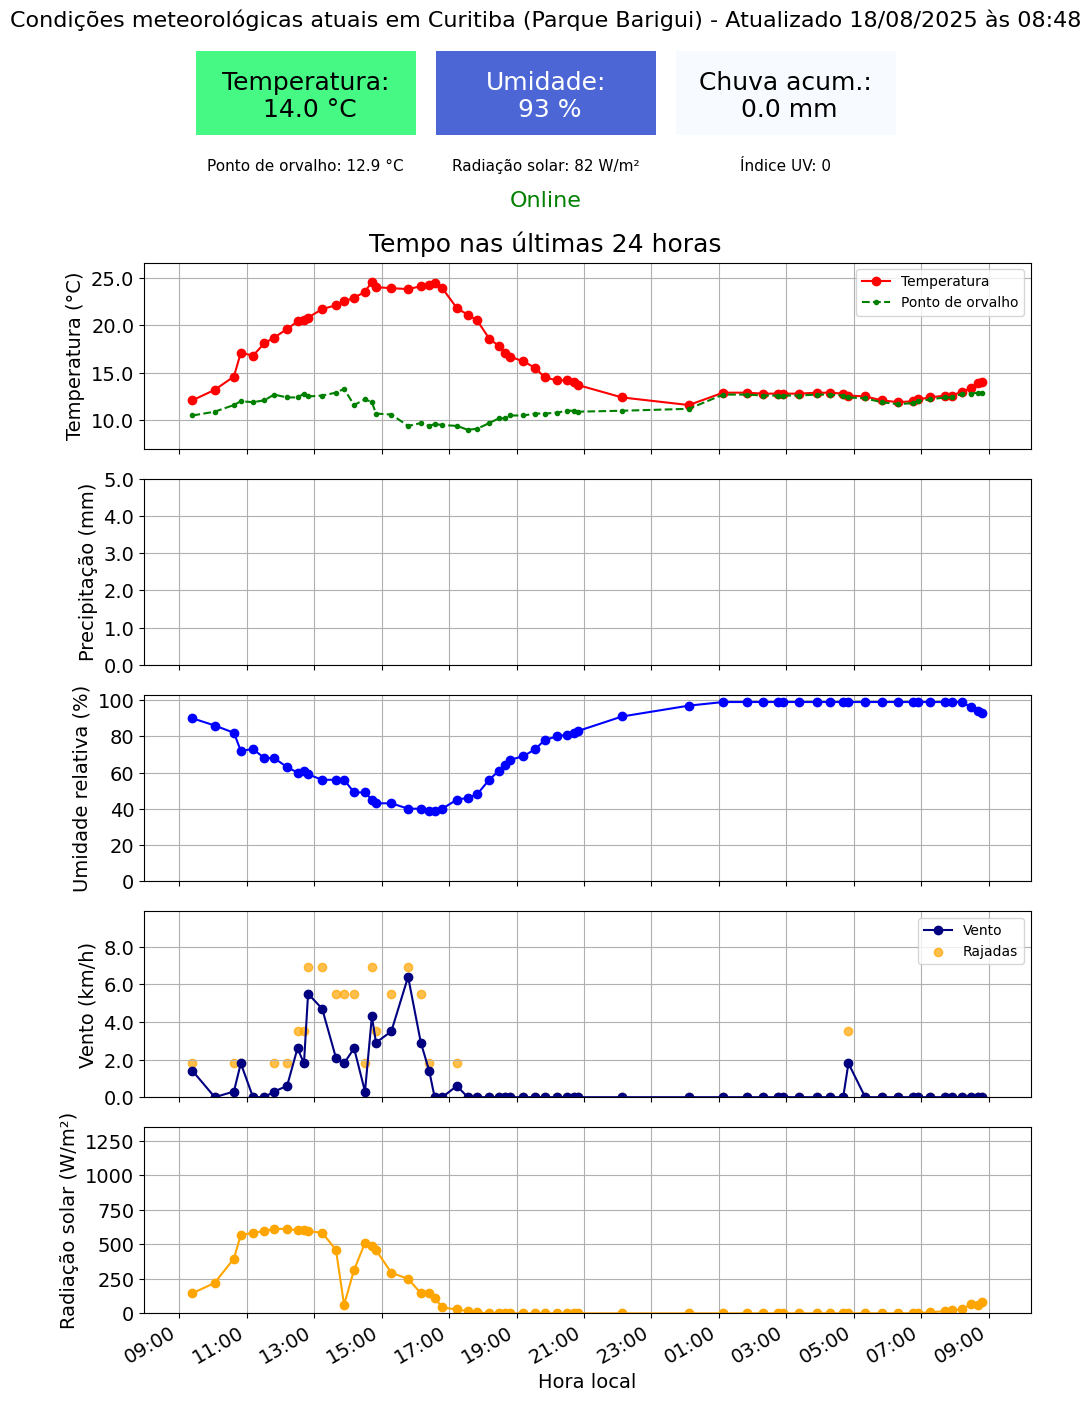 Condições meteorológicas atuais em Curitiba (Parque Barigui) - Atualizado 18/08/2025 às 08:48
Temperatura:
14.0 °C
Umidade:
93 %
Chuva acum.:
0.0 mm
Ponto de orvalho: 12.9 °C
Radiação solar: 82 W/m²
Índice UV: 0
Online
Tempo nas últimas 24 horas
Temperatura (°C)
25.0
20.0
15.0
10.0
Temperatura
Ponto de orvalho
Precipitação (mm)
5.0
4.0
3.0
2.0
1.0
0.0
Umidade relativa (%)
100
80
60
40
20
0
Vento (km/h)
8.0
6.0
4.0
2.0
0.0
Vento
Rajadas
Radiação solar (W/m²)
1250
1000
750
500
250
0
09:00
11:00
13:00
15:00
17:00
19:00
21:00
23:00
01:00
03:00
05:00
07:00
09:00
Hora local